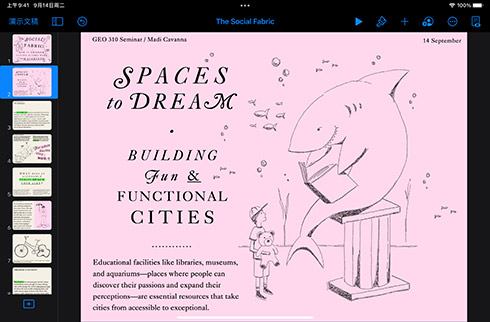 上午9:41 9月14日周二
100%
演示文稿
The Social Fabric
GEO 310 Seminar / Madi Cavanna
14 September
SPACES
to DREAM
BUILDING
Fun &
FUNCTIONAL
CITIES
Educational facilities like libraries, museums,
and aquariums—places where people can
discover their passions and expand their
perceptions—are essential resources that take
cities from accessible to exceptional.
1
2
3
4
5
6
7
8